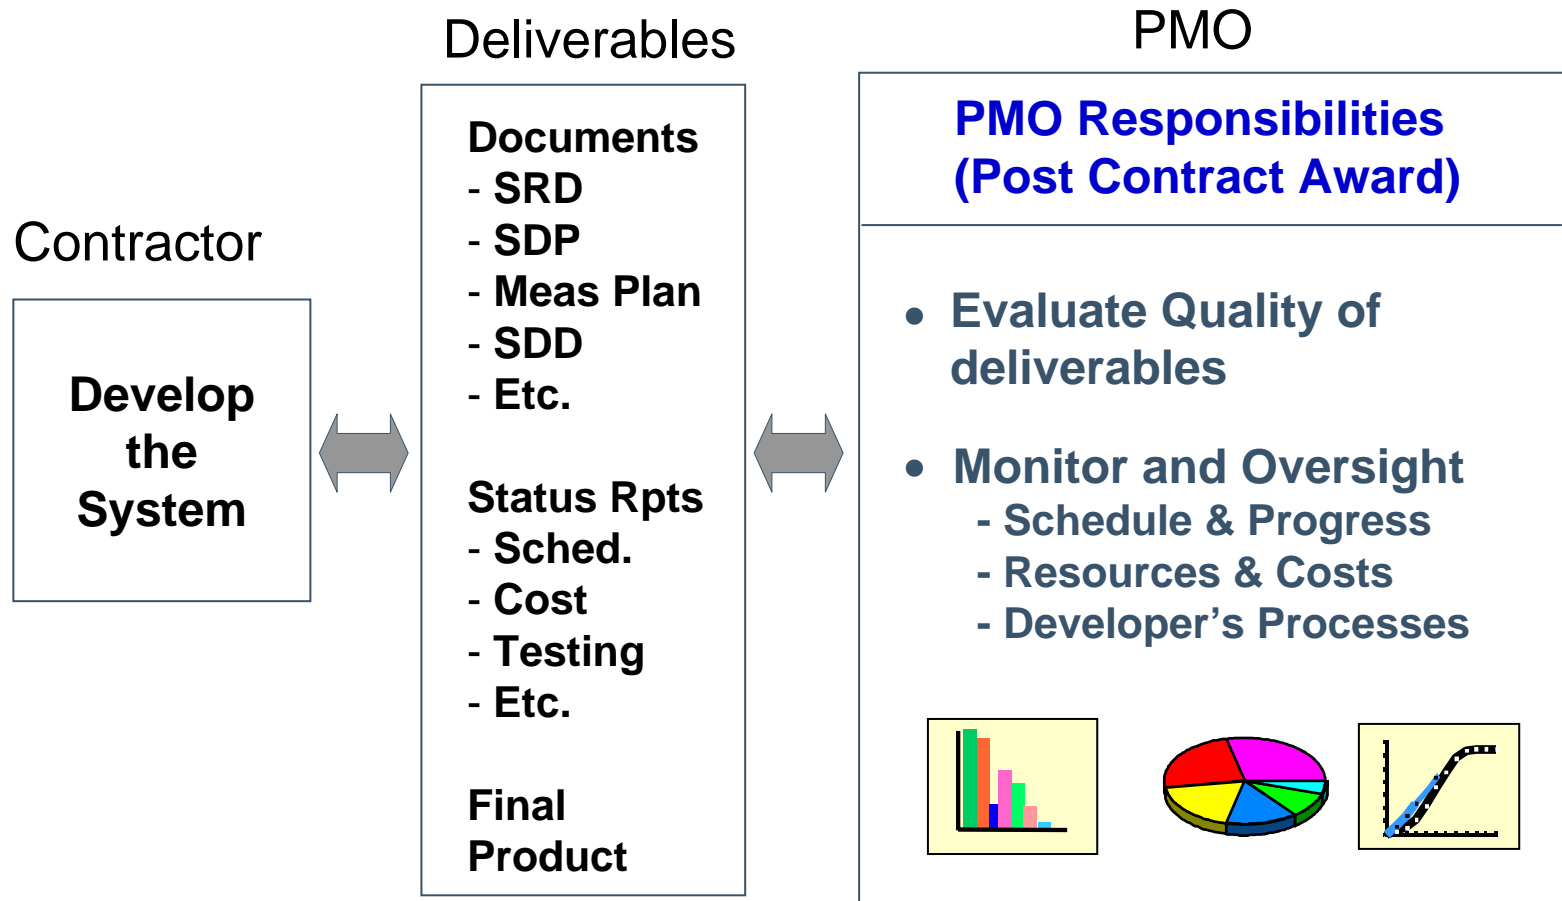 Contractor
Develop
the
System
Deliverables
Documents
- SRD
- SDP
- Meas Plan
- SDD
- Etc.
Status Rpts
- Sched.
- Cost
- Testing
- Etc.
Final
Product
PMO
PMO Responsibilities
(Post Contract Award)
• Evaluate Quality of
deliverables
• Monitor and Oversight
- Schedule & Progress
- Resources & Costs
- Developer’s Processes